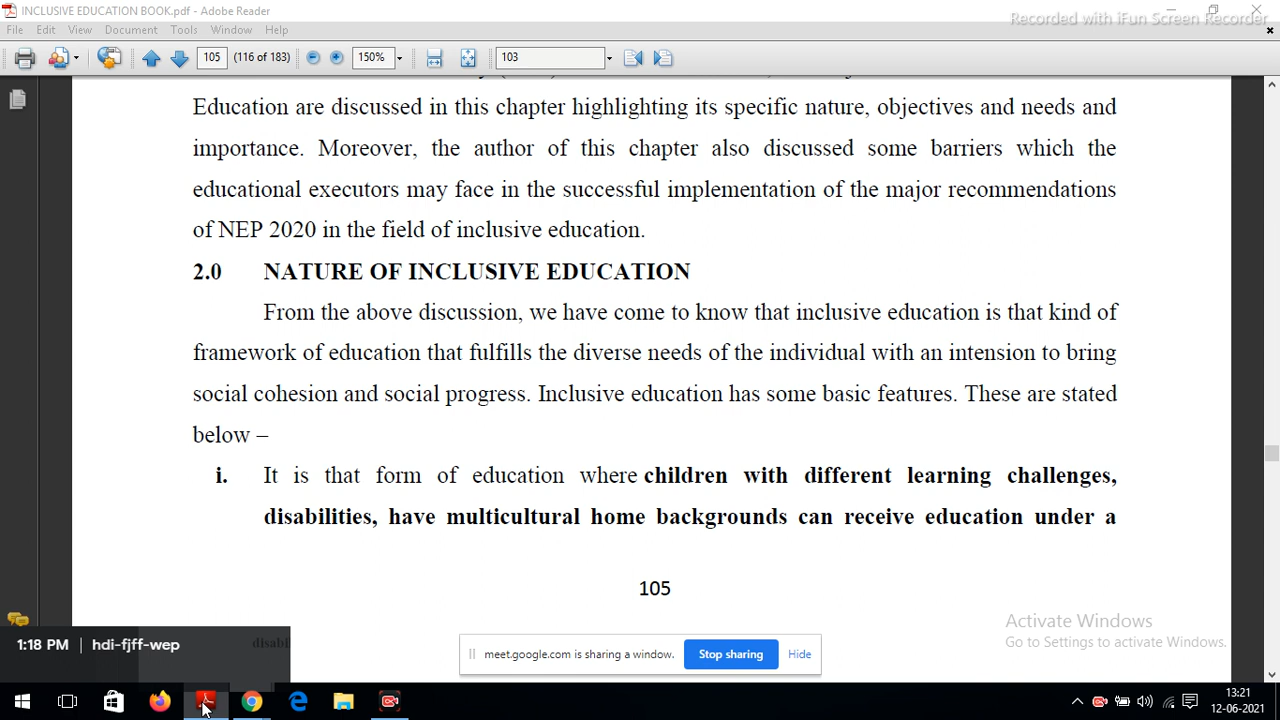 INCLUSIVE EDUCATION BOOK.pdf - Adobe Reader
Recorded with iFun Screen Recorder
File Edit View Document Tools Window Help
105 (116 of 183) 150% 103
Education are discussed in this chapter highlighting its specific nature, objectives and needs and
importance. Moreover, the author of this chapter also discussed some barriers which the
educational executors may face in the successful implementation of the major recommendations
of NEP 2020 in the field of inclusive education.
2.0 NATURE OF INCLUSIVE EDUCATION
From the above discussion, we have come to know that inclusive education is that kind of
framework of education that fulfills the diverse needs of the individual with an intension to bring
social cohesion and social progress. Inclusive education has some basic features. These are stated
below –
i. It is that form of education where children with different learning challenges,
disabilities, have multicultural home backgrounds can receive education under a
105
Activate Windows
Go to Settings to activate Windows.
1:18 PM | hdi-fjff-wep
meet.google.com is sharing a window. Stop sharing Hide
13:21
12-06-2021